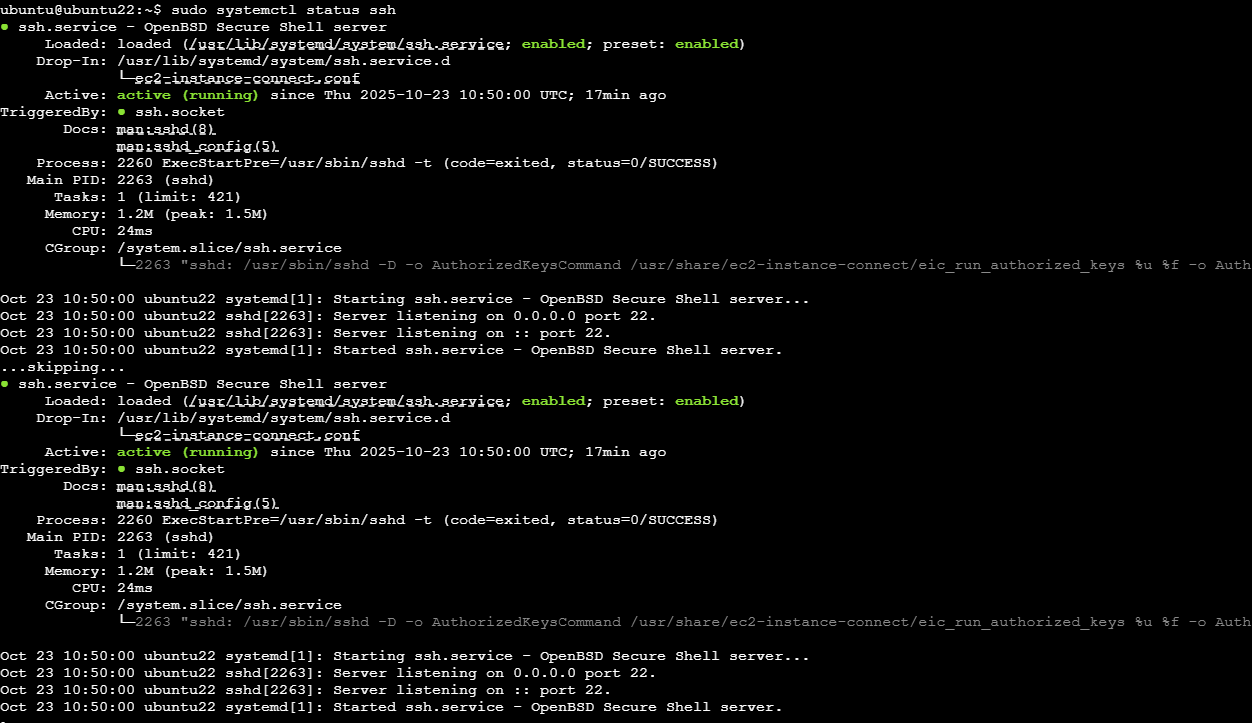 ubuntu@ubuntu22:~$ sudo systemctl status ssh
● ssh.service - OpenBSD Secure Shell server
     Loaded: loaded (/usr/lib/systemd/system/ssh.service; enabled; preset: enabled)
    Drop-In: /usr/lib/systemd/system/ssh.service.d
             └─ec2-instance-connect.conf
     Active: active (running) since Thu 2025-10-23 10:50:00 UTC; 17min ago
TriggeredBy: ● ssh.socket
       Docs: man:sshd(8)
             man:sshd_config(5)
    Process: 2260 ExecStartPre=/usr/sbin/sshd -t (code=exited, status=0/SUCCESS)
   Main PID: 2263 (sshd)
      Tasks: 1 (limit: 421)
     Memory: 1.2M (peak: 1.5M)
        CPU: 24ms
     CGroup: /system.slice/ssh.service
             └─2263 "sshd: /usr/sbin/sshd -D -o AuthorizedKeysCommand /usr/share/ec2-instance-connect/eic_run_authorized_keys %u %f -o Auth

Oct 23 10:50:00 ubuntu22 systemd[1]: Starting ssh.service - OpenBSD Secure Shell server...
Oct 23 10:50:00 ubuntu22 sshd[2263]: Server listening on 0.0.0.0 port 22.
Oct 23 10:50:00 ubuntu22 sshd[2263]: Server listening on :: port 22.
Oct 23 10:50:00 ubuntu22 systemd[1]: Started ssh.service - OpenBSD Secure Shell server.
...skipping...
● ssh.service - OpenBSD Secure Shell server
     Loaded: loaded (/usr/lib/systemd/system/ssh.service; enabled; preset: enabled)
    Drop-In: /usr/lib/systemd/system/ssh.service.d
             └─ec2-instance-connect.conf
     Active: active (running) since Thu 2025-10-23 10:50:00 UTC; 17min ago
TriggeredBy: ● ssh.socket
       Docs: man:sshd(8)
             man:sshd_config(5)
    Process: 2260 ExecStartPre=/usr/sbin/sshd -t (code=exited, status=0/SUCCESS)
   Main PID: 2263 (sshd)
      Tasks: 1 (limit: 421)
     Memory: 1.2M (peak: 1.5M)
        CPU: 24ms
     CGroup: /system.slice/ssh.service
             └─2263 "sshd: /usr/sbin/sshd -D -o AuthorizedKeysCommand /usr/share/ec2-instance-connect/eic_run_authorized_keys %u %f -o Auth

Oct 23 10:50:00 ubuntu22 systemd[1]: Starting ssh.service - OpenBSD Secure Shell server...
Oct 23 10:50:00 ubuntu22 sshd[2263]: Server listening on 0.0.0.0 port 22.
Oct 23 10:50:00 ubuntu22 sshd[2263]: Server listening on :: port 22.
Oct 23 10:50:00 ubuntu22 systemd[1]: Started ssh.service - OpenBSD Secure Shell server.